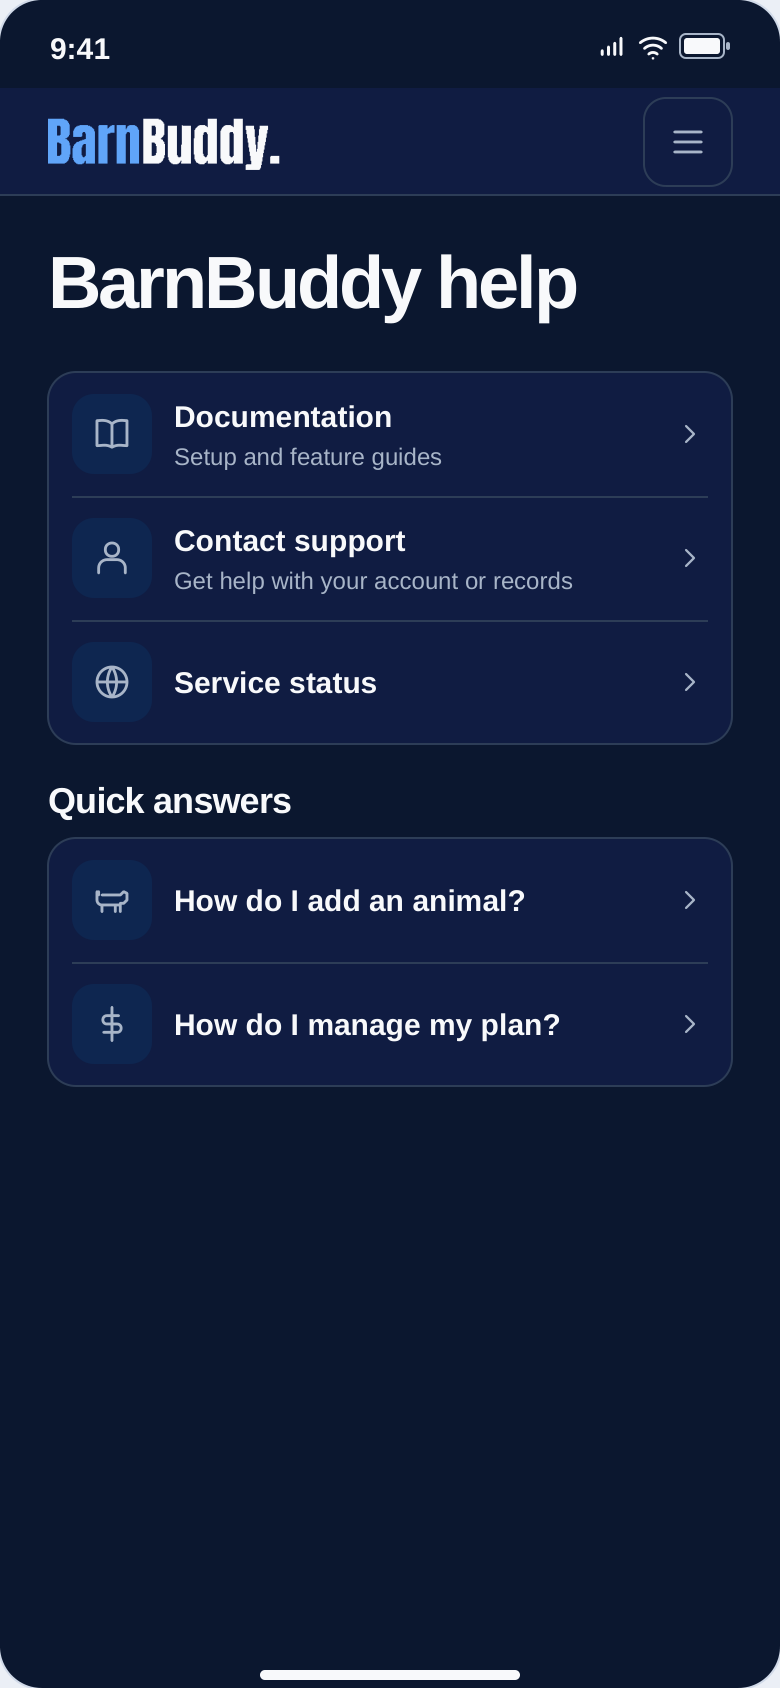 9:41
BarnBuddy.
BarnBuddy help
Documentation
Setup and feature guides
Contact support
Get help with your account or records
Service status
Quick answers
How do I add an animal?
How do I manage my plan?